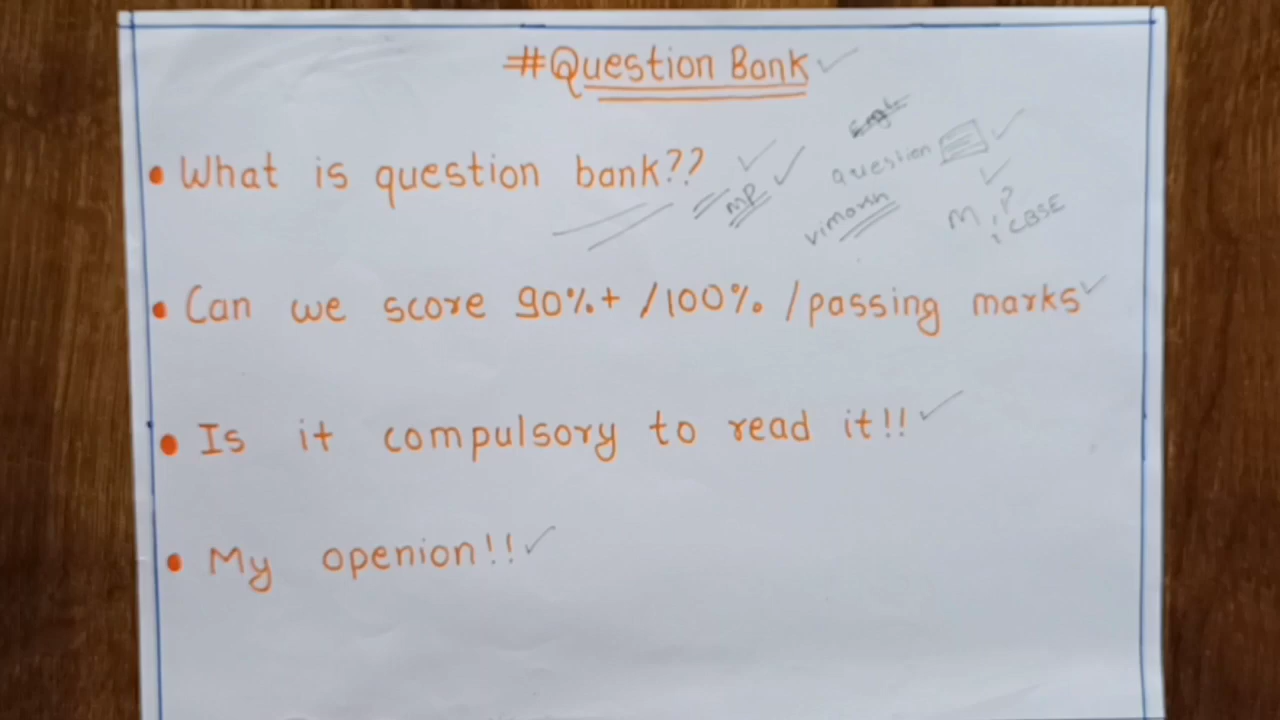 #Question Bank
• What is question bank??
MP
question
vimarsh
M, P
CBSE
• Can we score 90%+ /100% /passing marks
• Is it compulsory to read it!!
• My openion!!